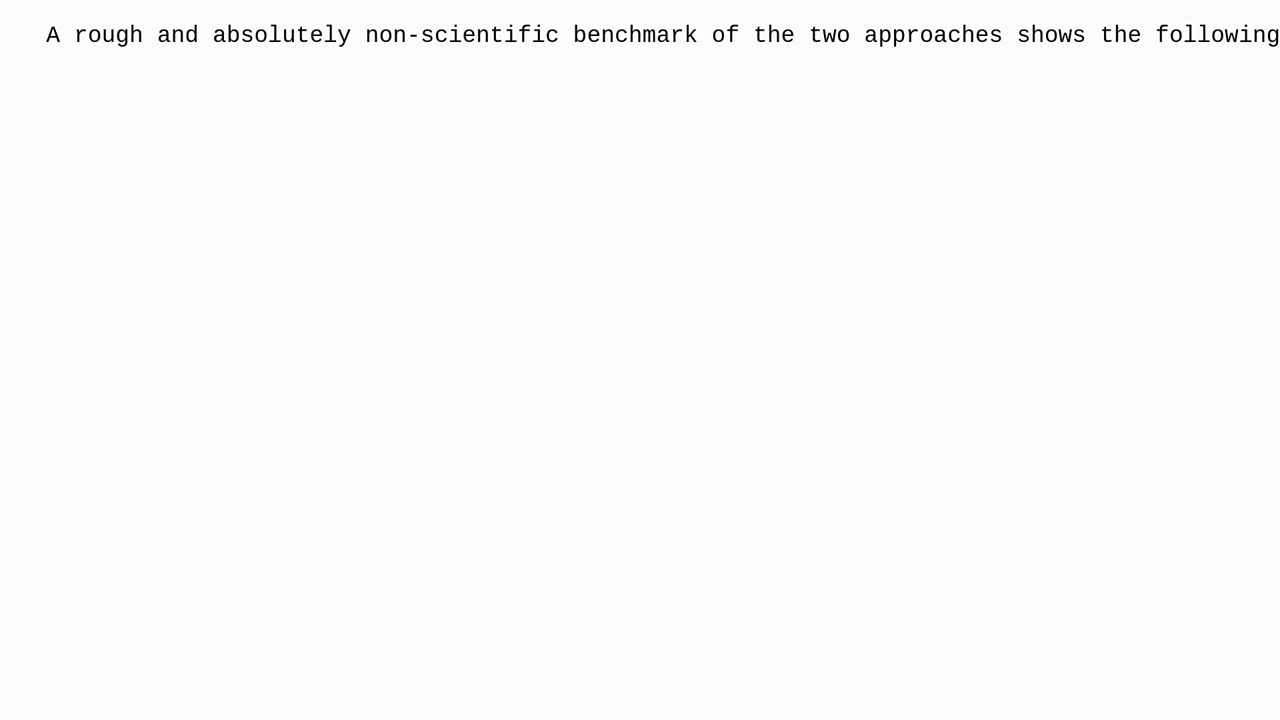 A rough and absolutely non-scientific benchmark of the two approaches shows the following